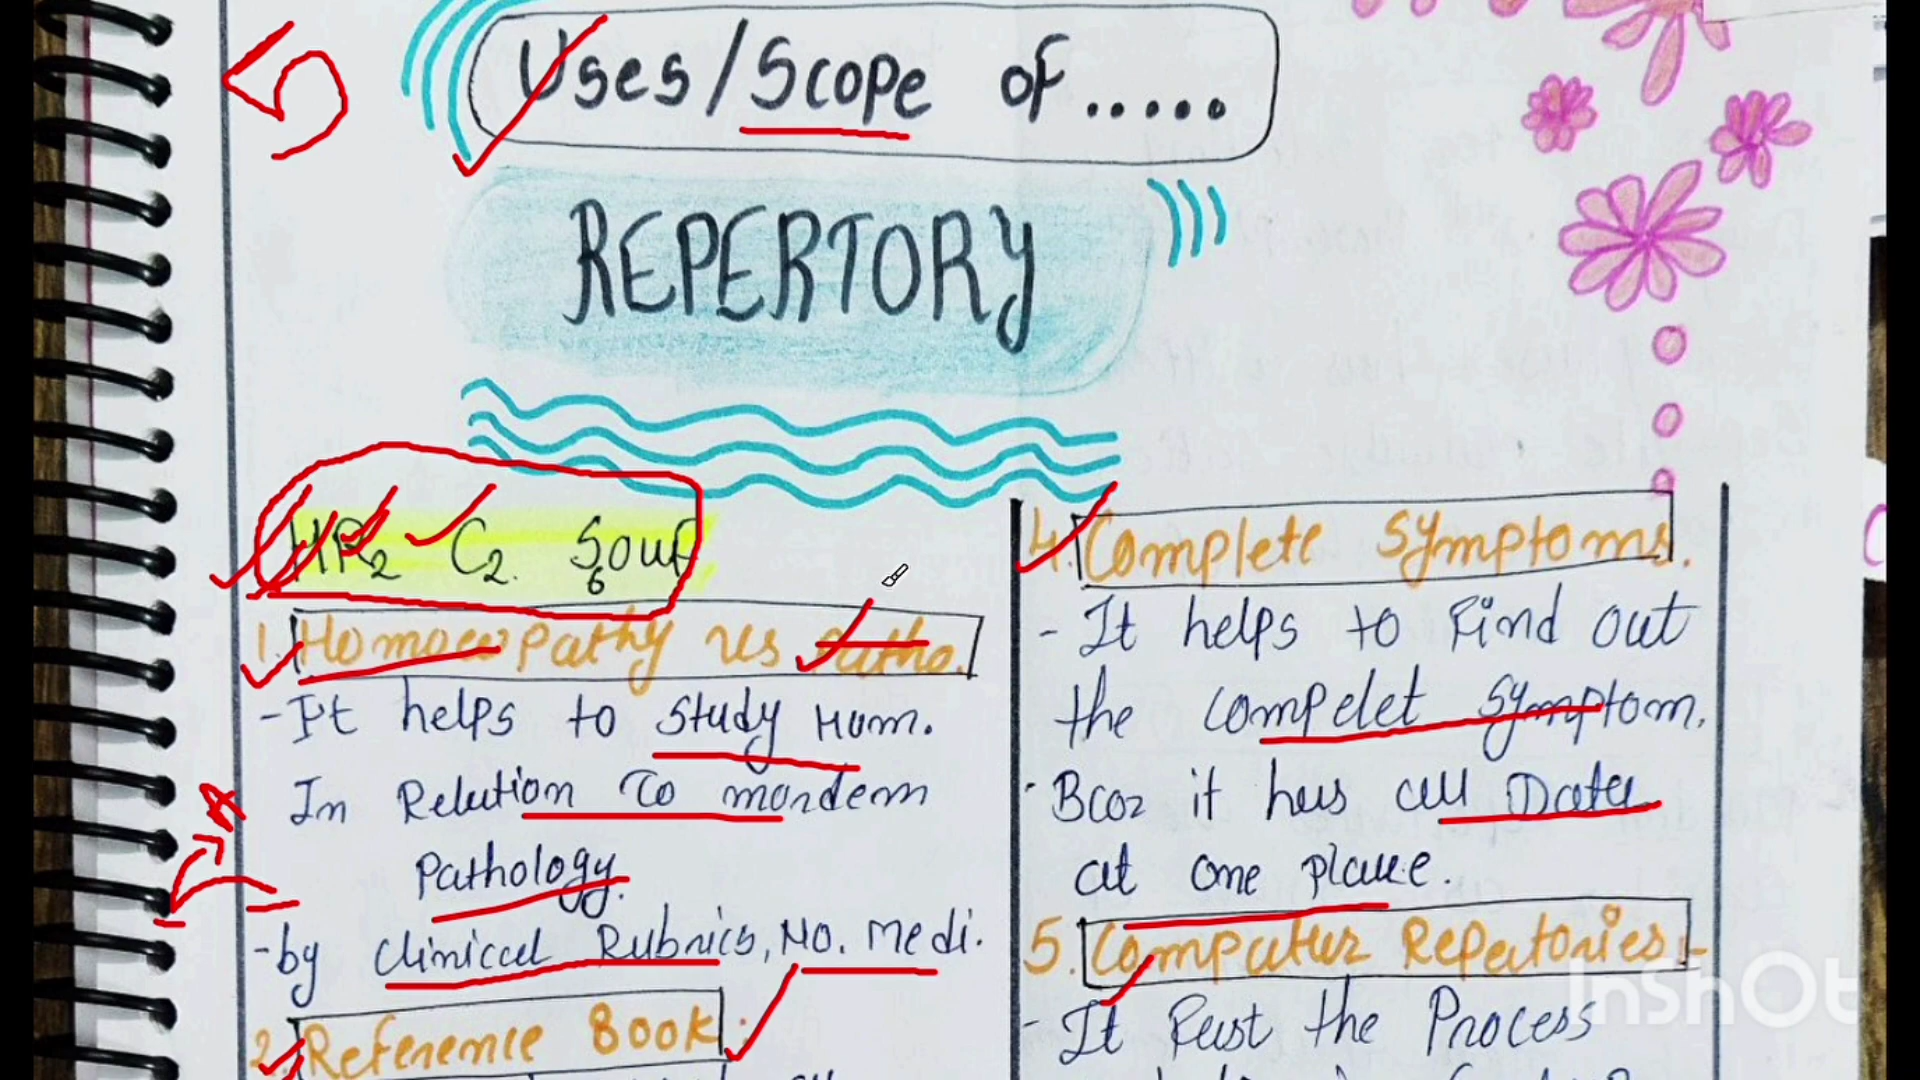 Uses/Scope of.....
REPERTORY
HR2 C2 Soup
6
1. Homoeopathy v/s Patho.
- It helps to study Hom.
In Relation To mordern
Pathology.
- by clinical Rubrics, No. medi.
2. Reference Book:
4. Complete Symptoms.
- It helps to Find out
the compelet symptom.
- Bcoz it has all Data
at one place.
5. Computer Repertories:-
- It Fast the Process
InShOt